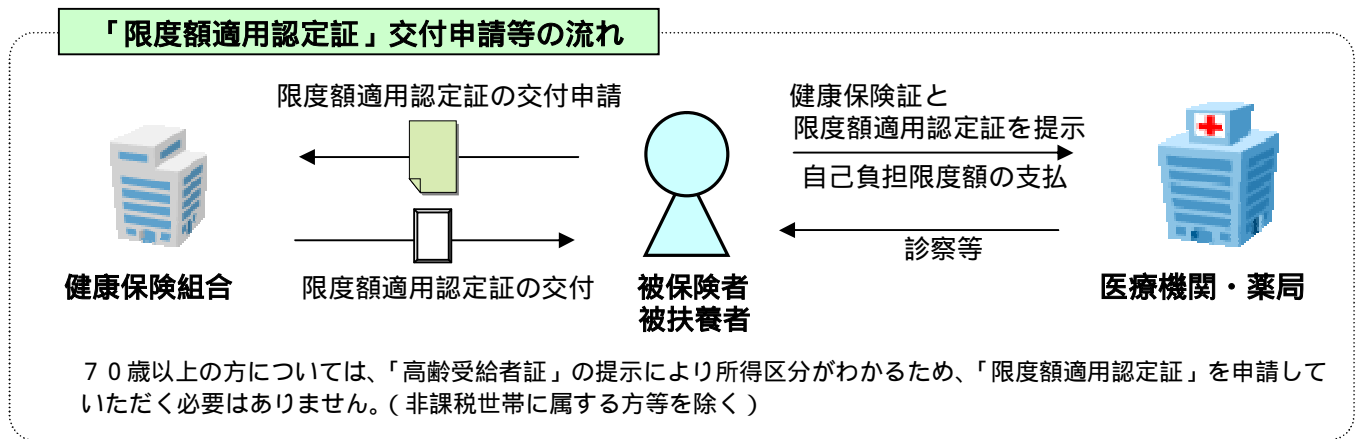 「限度額適用認定証」交付申請等の流れ
限度額適用認定証の交付申請
健康保険証と
限度額適用認定証を提示
自己負担限度額の支払
診察等
限度額適用認定証の交付
健康保険組合
被保険者
被扶養者
医療機関・薬局
７０歳以上の方については、「高齢受給者証」の提示により所得区分がわかるため、「限度額適用認定証」を申請して
いただく必要はありません。（非課税世帯に属する方等を除く）